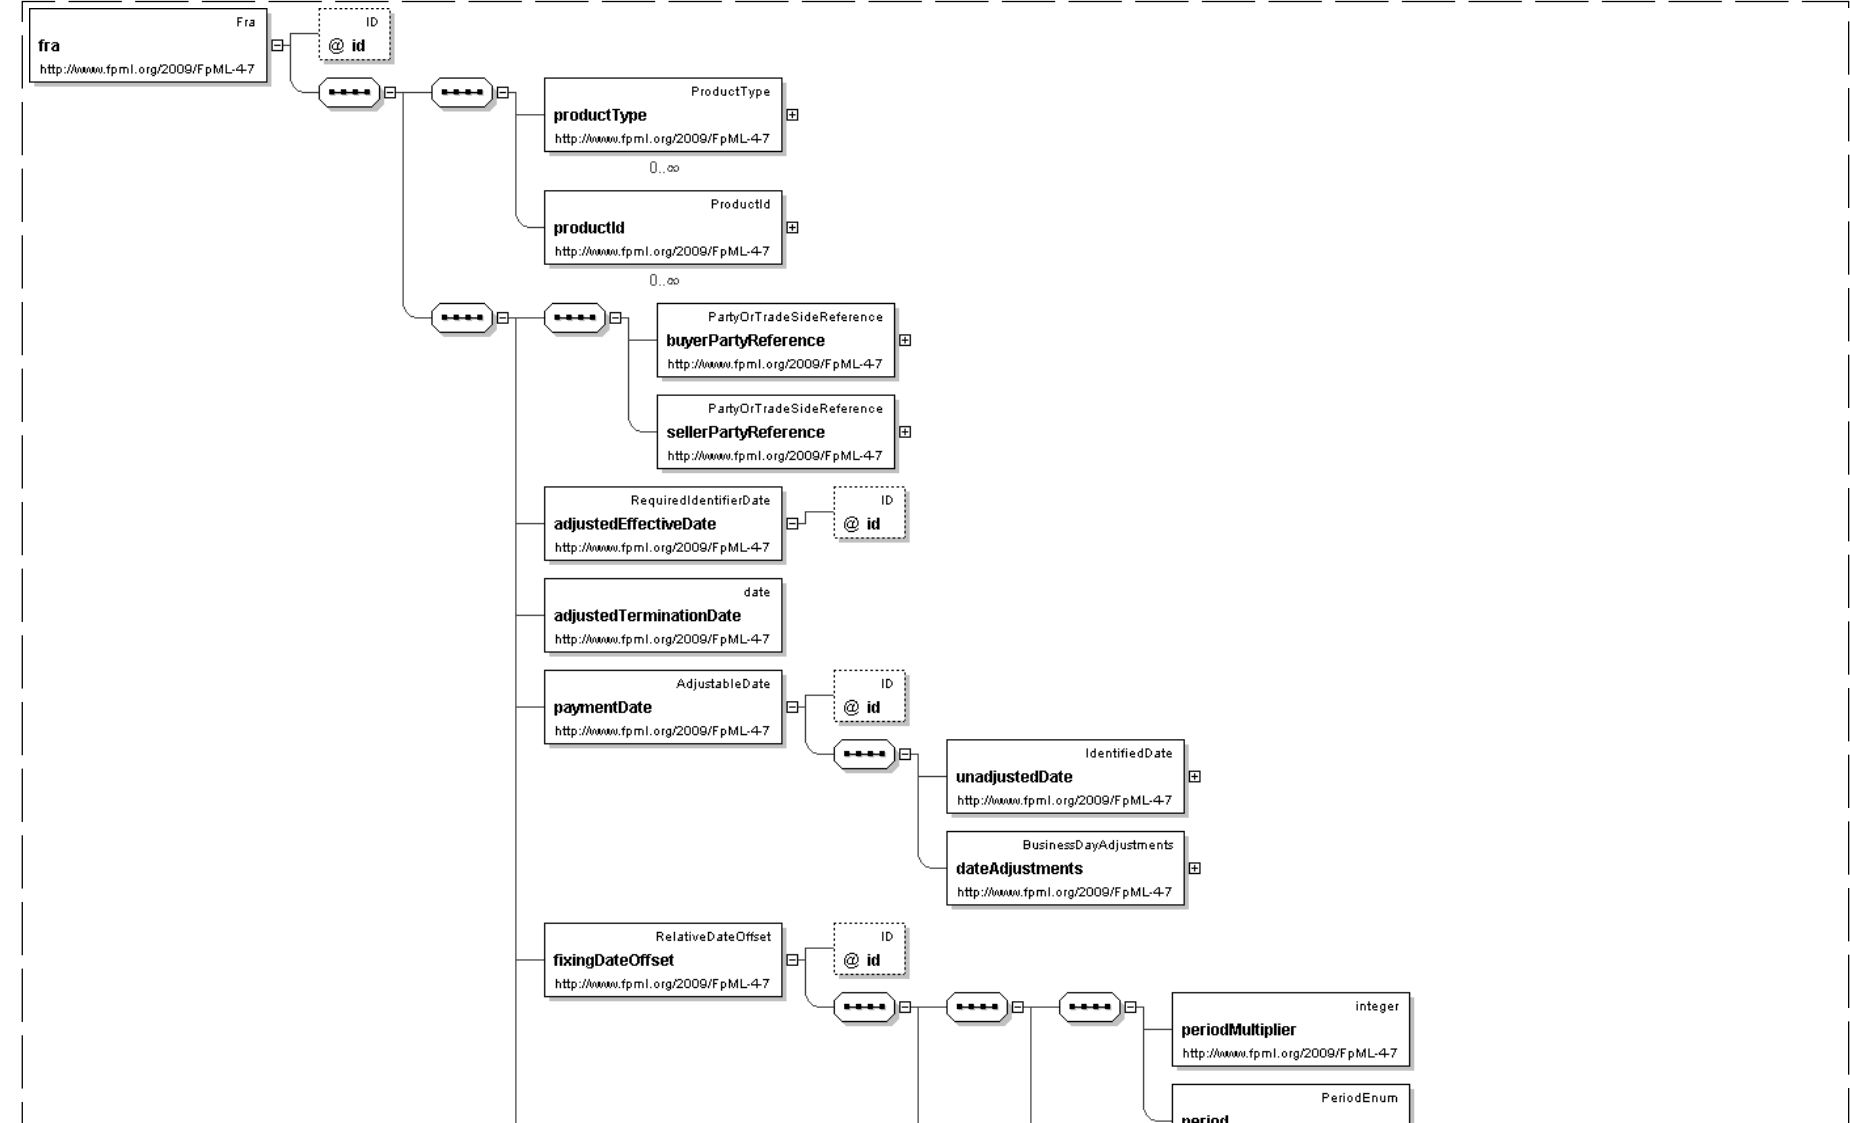 Fra
fra
http://www.fpml.org/2009/FpML-4-7
ID
@ id
ProductType
productType
http://www.fpml.org/2009/FpML-4-7
0..∞
ProductId
productId
http://www.fpml.org/2009/FpML-4-7
0..∞
PartyOrTradeSideReference
buyerPartyReference
http://www.fpml.org/2009/FpML-4-7
PartyOrTradeSideReference
sellerPartyReference
http://www.fpml.org/2009/FpML-4-7
RequiredIdentifierDate
adjustedEffectiveDate
http://www.fpml.org/2009/FpML-4-7
ID
@ id
date
adjustedTerminationDate
http://www.fpml.org/2009/FpML-4-7
AdjustableDate
paymentDate
http://www.fpml.org/2009/FpML-4-7
ID
@ id
IdentifiedDate
unadjustedDate
http://www.fpml.org/2009/FpML-4-7
BusinessDayAdjustments
dateAdjustments
http://www.fpml.org/2009/FpML-4-7
RelativeDateOffset
fixingDateOffset
http://www.fpml.org/2009/FpML-4-7
ID
@ id
integer
periodMultiplier
http://www.fpml.org/2009/FpML-4-7
PeriodEnum
period